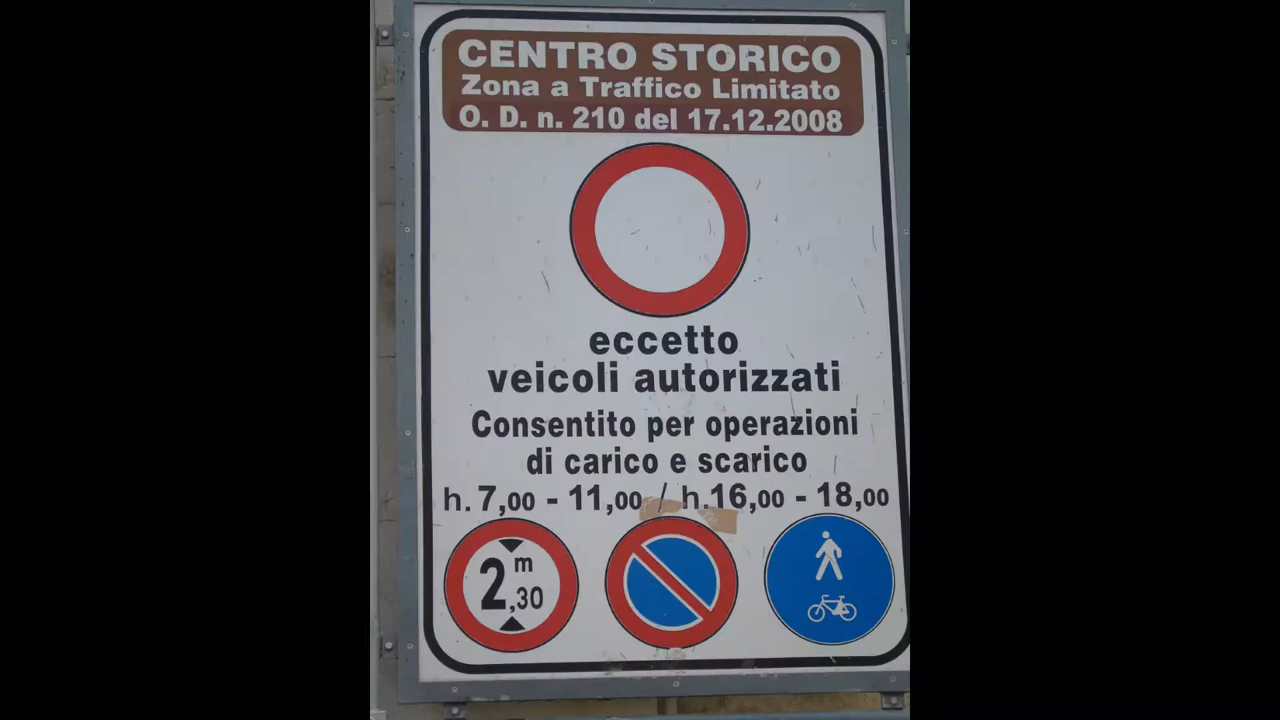 CENTRO STORICO
Zona a Traffico Limitato
O. D. n. 210 del 17.12.2008
eccetto
veicoli autorizzati
Consentito per operazioni
di carico e scarico
h. 7,00 - 11,00 / h.16,00 - 18,00
2 m ,30